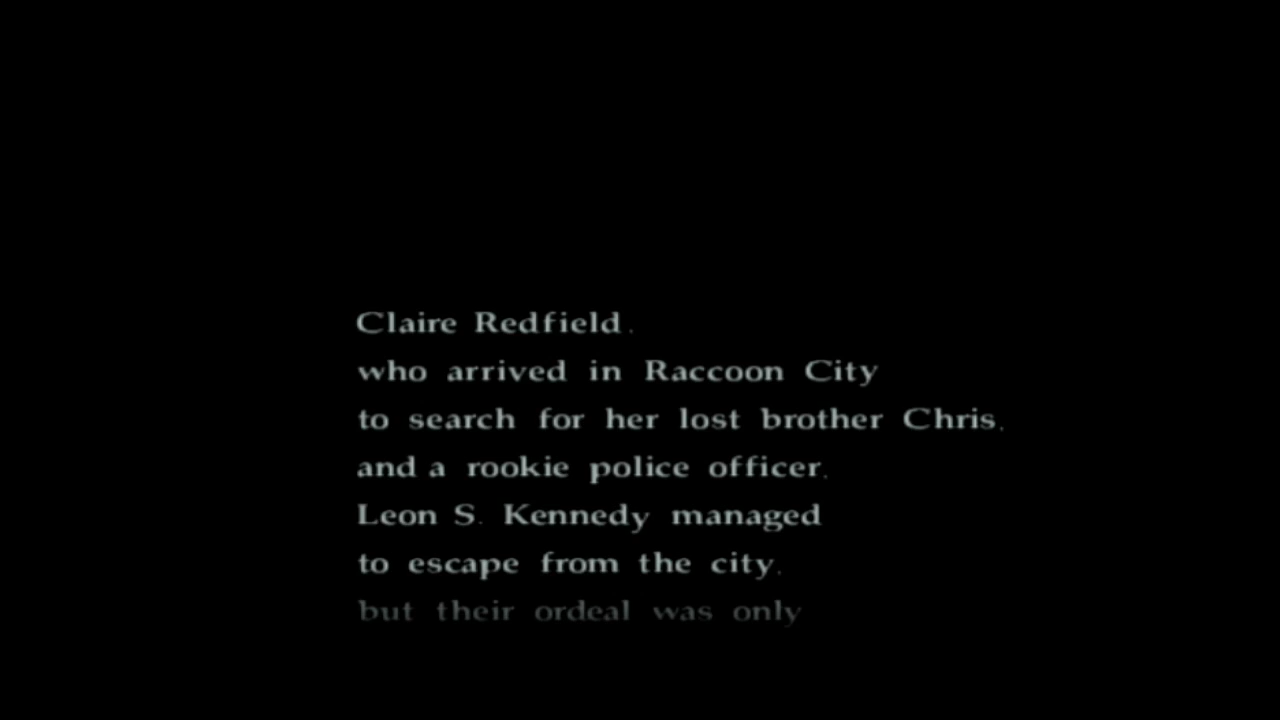 Claire Redfield,
who arrived in Raccoon City
to search for her lost brother Chris,
and a rookie police officer,
Leon S. Kennedy managed
to escape from the city,
but their ordeal was only